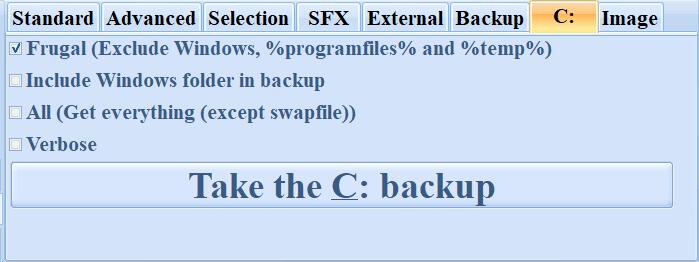 Standard Advanced Selection SFX External Backup C: Image
Frugal (Exclude Windows, %programfiles% and %temp%)
Include Windows folder in backup
All (Get everything (except swapfile))
Verbose
Take the C: backup